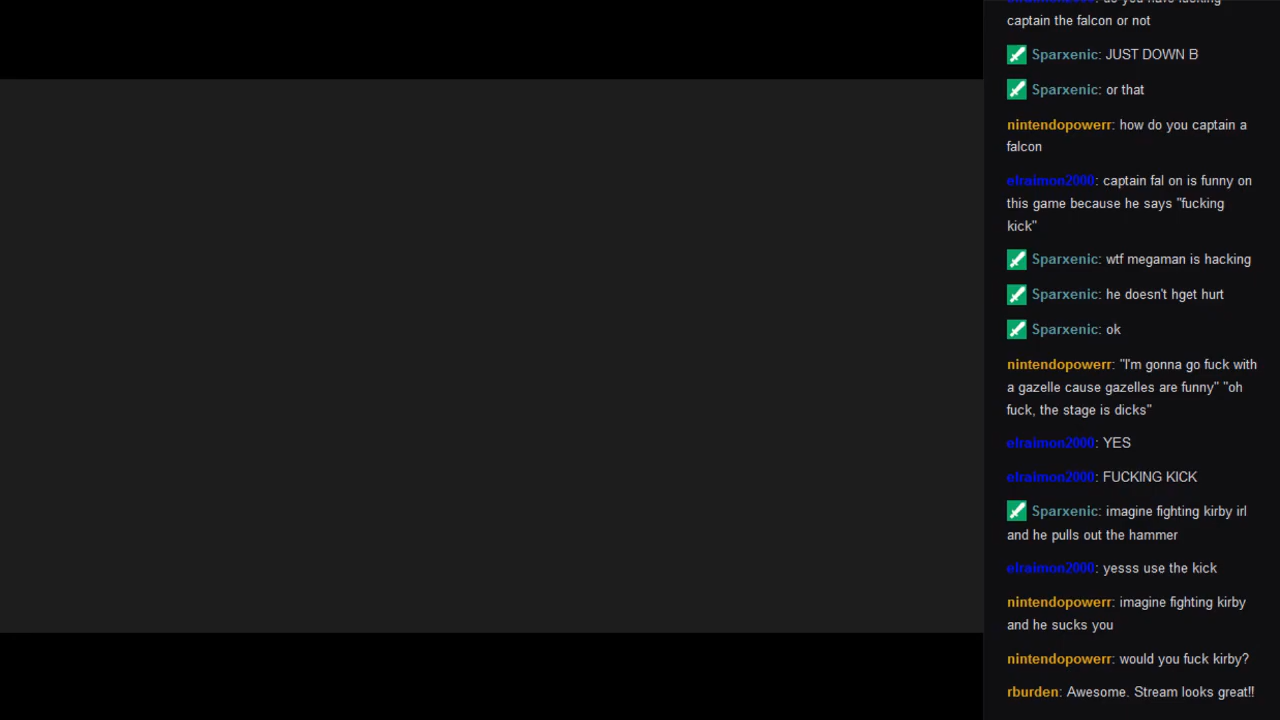 elraimon2000: do you have fucking
captain the falcon or not
Sparxenic: JUST DOWN B
Sparxenic: or that
nintendopowerr: how do you captain a
falcon
elraimon2000: captain fal on is funny on
this game because he says "fucking
kick"
Sparxenic: wtf megaman is hacking
Sparxenic: he doesn't hget hurt
Sparxenic: ok
nintendopowerr: "I'm gonna go fuck with
a gazelle cause gazelles are funny" "oh
fuck, the stage is dicks"
elraimon2000: YES
elraimon2000: FUCKING KICK
Sparxenic: imagine fighting kirby irl
and he pulls out the hammer
elraimon2000: yesss use the kick
nintendopowerr: imagine fighting kirby
and he sucks you
nintendopowerr: would you fuck kirby?
rburden: Awesome. Stream looks great!!